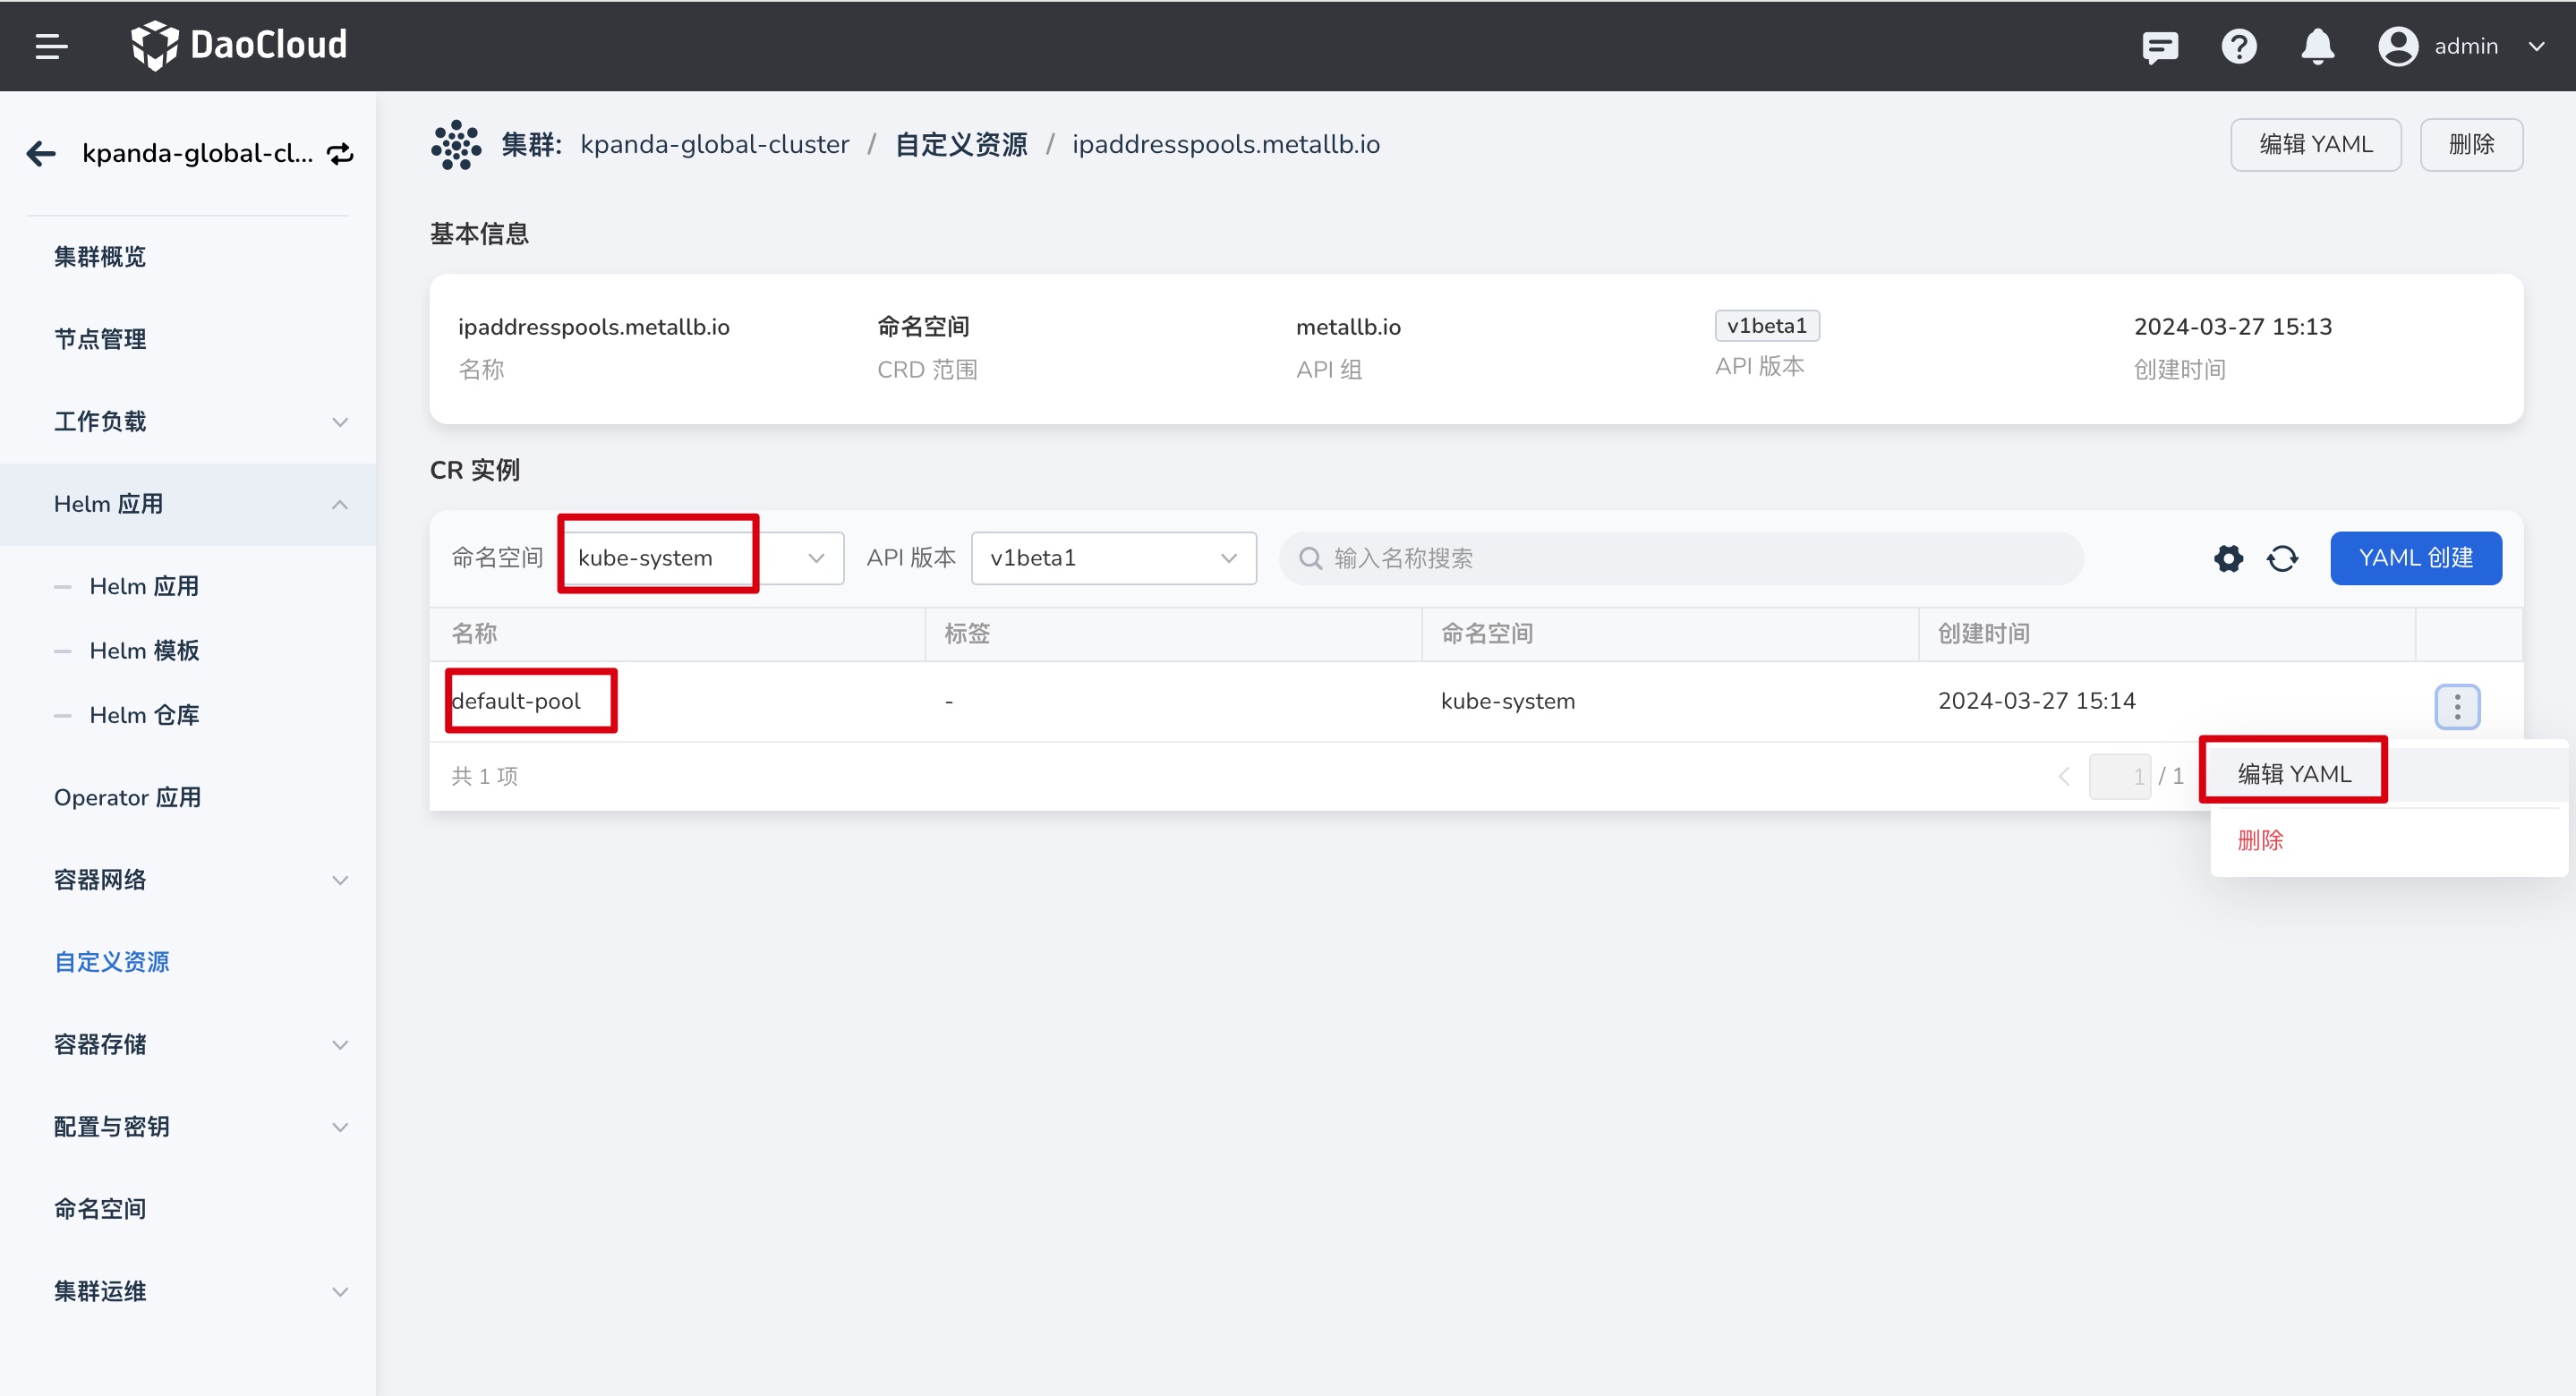 DaoCloud
admin
kpanda-global-cl...
集群概览
节点管理
工作负载
Helm 应用
Helm 应用
Helm 模板
Helm 仓库
Operator 应用
容器网络
自定义资源
容器存储
配置与密钥
命名空间
集群运维
集群: kpanda-global-cluster / 自定义资源 / ipaddresspools.metallb.io
编辑 YAML 删除
基本信息
ipaddresspools.metallb.io 命名空间 metallb.io v1beta1 2024-03-27 15:13
名称 CRD 范围 API 组 API 版本 创建时间
CR 实例
命名空间 kube-system API 版本 v1beta1 输入名称搜索 YAML 创建
名称 标签 命名空间 创建时间
default-pool - kube-system 2024-03-27 15:14
共 1 项 1 / 1
编辑 YAML
删除